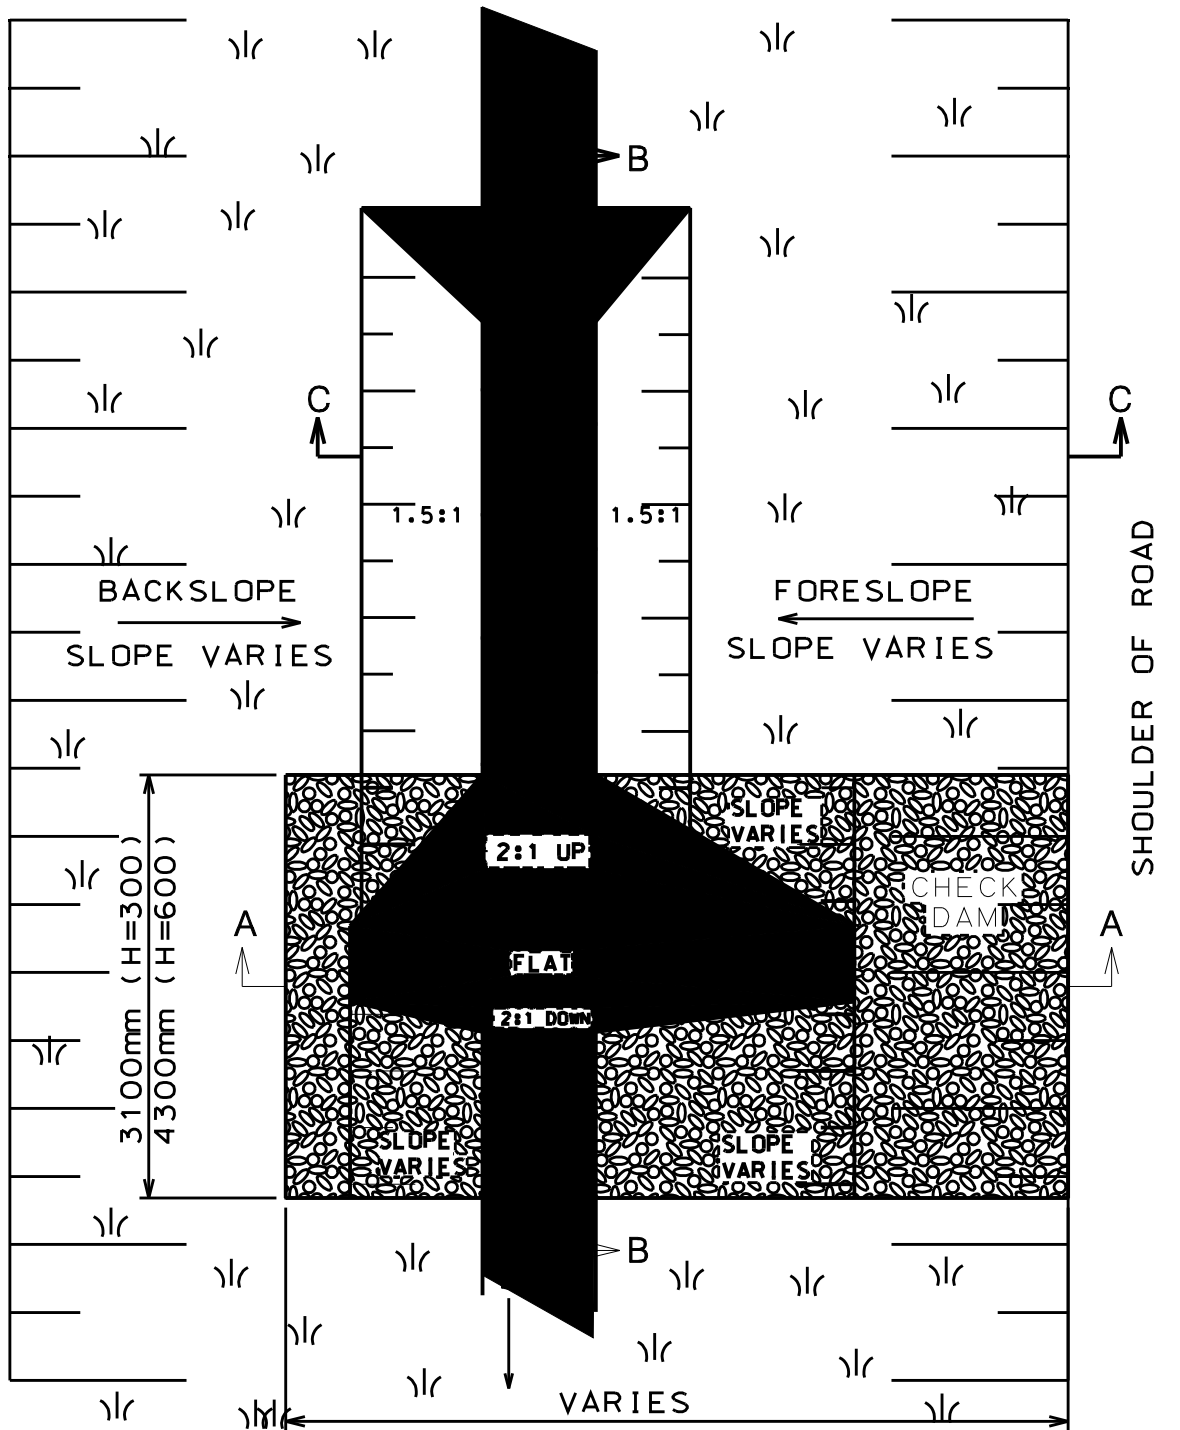 B
C
C
1.5:1
1.5:1
BACKSLOPE
SLOPE VARIES
FORESLOPE
SLOPE VARIES
SHOULDER OF ROAD
SLOPE
VARIES
2:1 UP
CHECK
DAM
3100mm (H=300)
4300mm (H=600)
A
A
FLAT
2:1 DOWN
SLOPE
VARIES
SLOPE
VARIES
B
VARIES